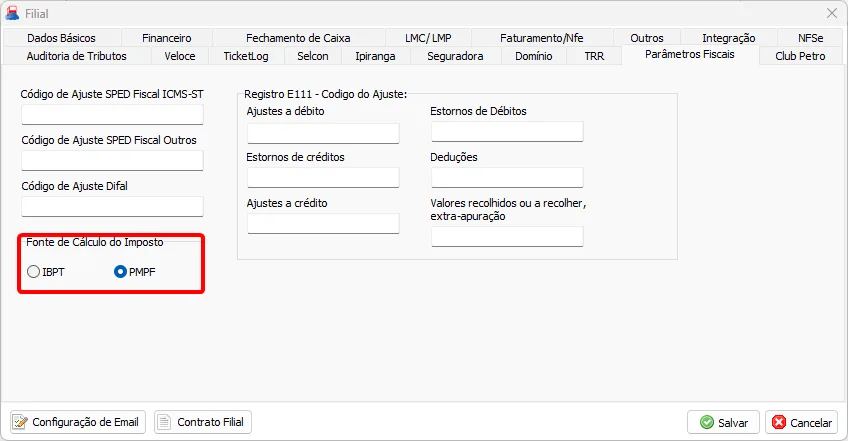 Filial
Dados Básicos Financeiro Fechamento de Caixa LMC/ LMP Faturamento/Nfe Outros Integração NFSe
Auditoria de Tributos Veloce TicketLog Selcon Ipiranga Seguradora Domínio TRR Parâmetros Fiscais Club Petro
Código de Ajuste SPED Fiscal ICMS-ST
Código de Ajuste SPED Fiscal Outros
Código de Ajuste Difal
Fonte de Cálculo do Imposto
IBPT PMPF
Registro E111 - Codigo do Ajuste:
Ajustes a débito Estornos de Débitos
Estornos de créditos Deduções
Ajustes a crédito Valores recolhidos ou a recolher,
extra-apuração
Configuração de Email Contrato Filial Salvar Cancelar